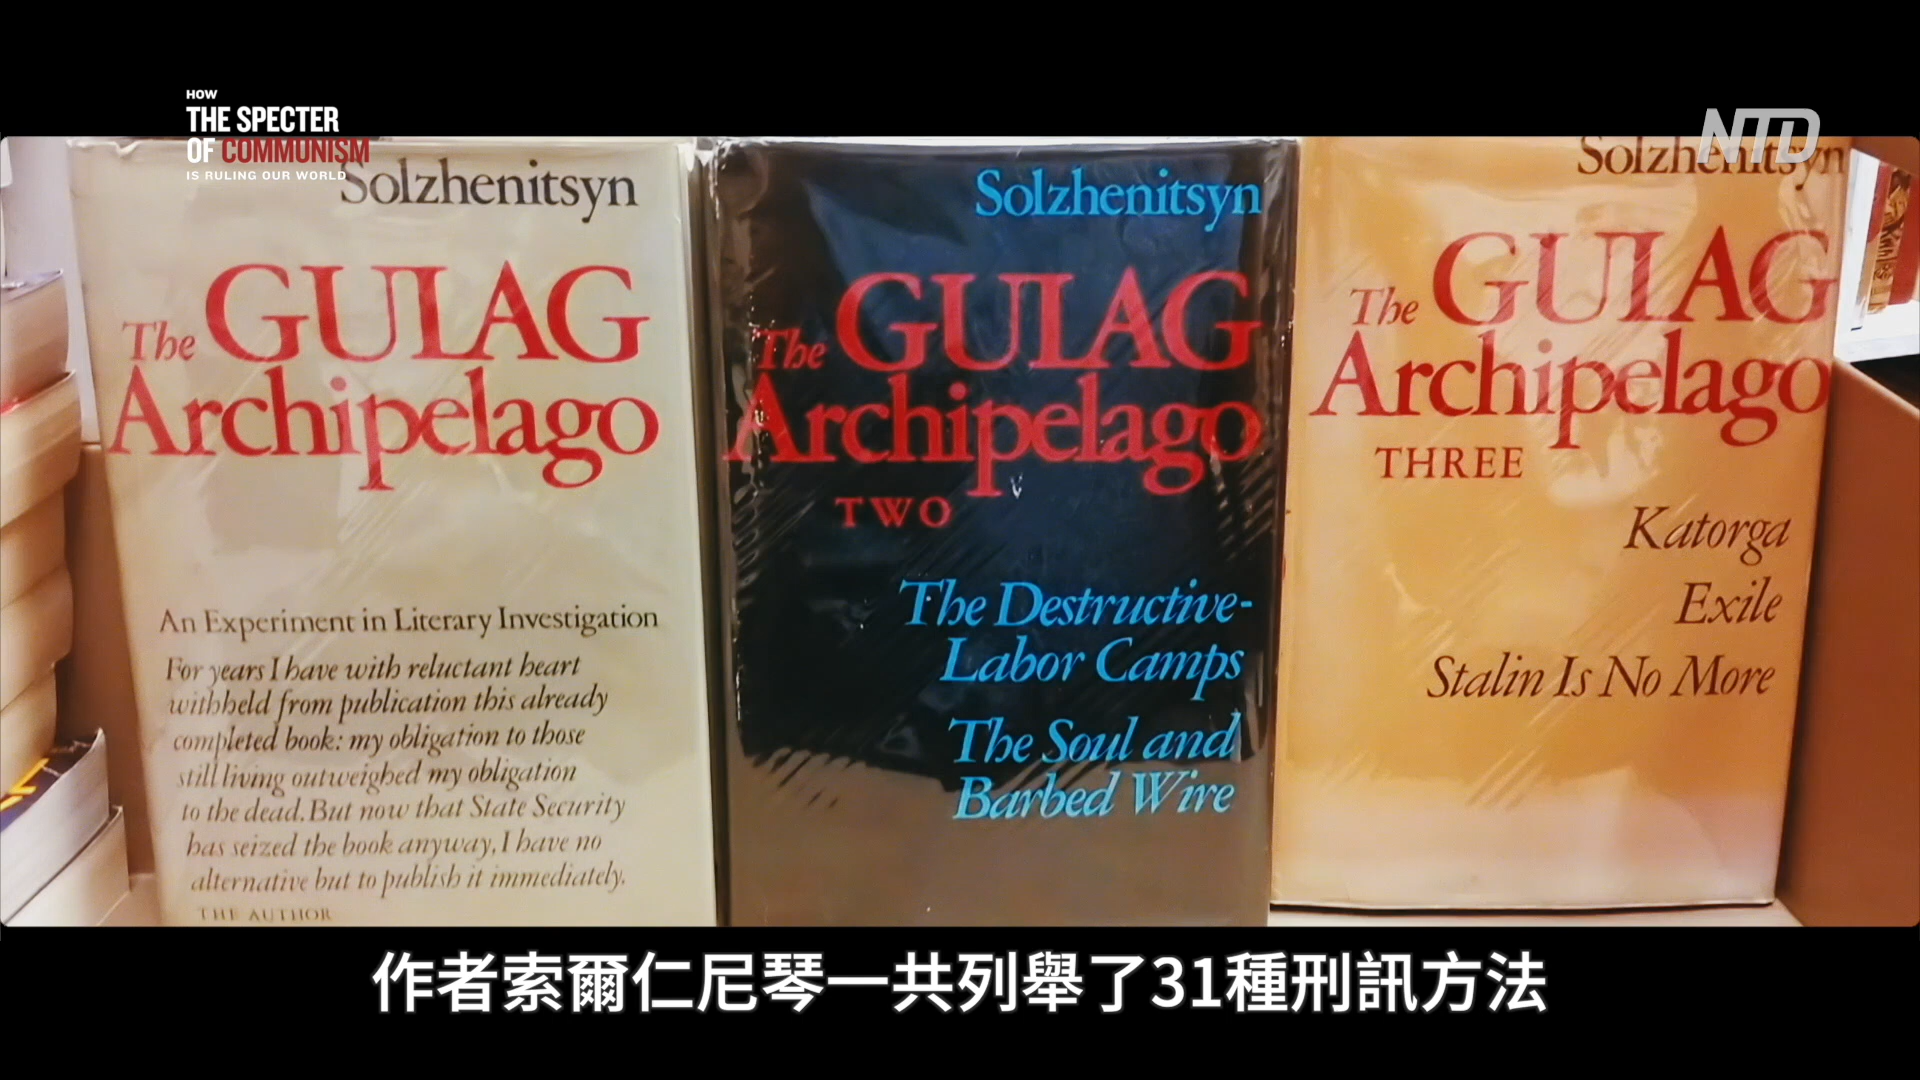 HOW
THE SPECTER
OF COMMUNISM
IS RULING OUR WORLD
NTD
Solzhenitsyn
The GULAG
Archipelago
An Experiment in Literary Investigation
For years I have with reluctant heart
withheld from publication this already
completed book: my obligation to those
still living outweighed my obligation
to the dead. But now that State Security
has seized the book anyway, I have no
alternative but to publish it immediately.
THE AUTHOR
Solzhenitsyn
The GULAG
Archipelago
TWO
The Destructive-
Labor Camps
The Soul and
Barbed Wire
Solzhenitsyn
The GULAG
Archipelago
THREE
Katorga
Exile
Stalin Is No More
作者索爾仁尼琴一共列舉了31種刑訊方法